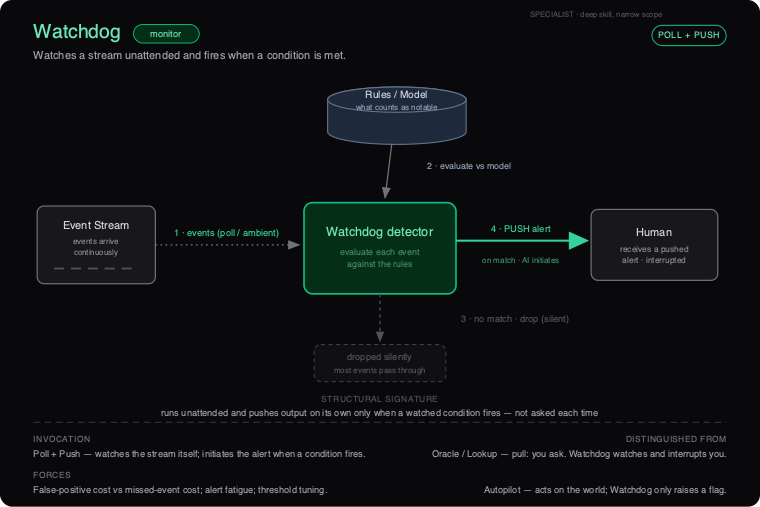 SPECIALIST · deep skill, narrow scope
Watchdog
monitor
POLL + PUSH
Watches a stream unattended and fires when a condition is met.
Rules / Model
what counts as notable
2 · evaluate vs model
Event Stream
events arrive
continuously
1 · events (poll / ambient)
Watchdog detector
evaluate each event
against the rules
4 · PUSH alert
on match · AI initiates
Human
receives a pushed
alert · interrupted
3 · no match · drop (silent)
dropped silently
most events pass through
STRUCTURAL SIGNATURE
runs unattended and pushes output on its own only when a watched condition fires — not asked each time
INVOCATION
Poll + Push — watches the stream itself; initiates the alert when a condition fires.
DISTINGUISHED FROM
Oracle / Lookup — pull: you ask. Watchdog watches and interrupts you.
FORCES
False-positive cost vs missed-event cost; alert fatigue; threshold tuning.
Autopilot — acts on the world; Watchdog only raises a flag.